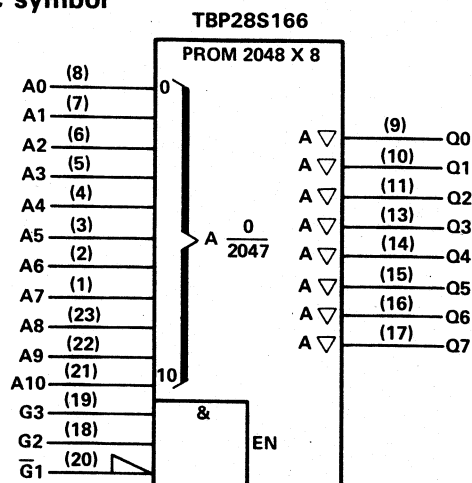 symbol
TBP28S166
PROM 2048 X 8
A0 (8) 0
A1 (7)
A2 (6)
A3 (5)
A4 (4)
A5 (3)
A6 (2)
A7 (1)
A8 (23)
A9 (22)
A10 (21) 10
A 0/2047
G3 (19)
G2 (18)
G̅1 (20)
&
EN
A ▽ (9) Q0
A ▽ (10) Q1
A ▽ (11) Q2
A ▽ (13) Q3
A ▽ (14) Q4
A ▽ (15) Q5
A ▽ (16) Q6
A ▽ (17) Q7